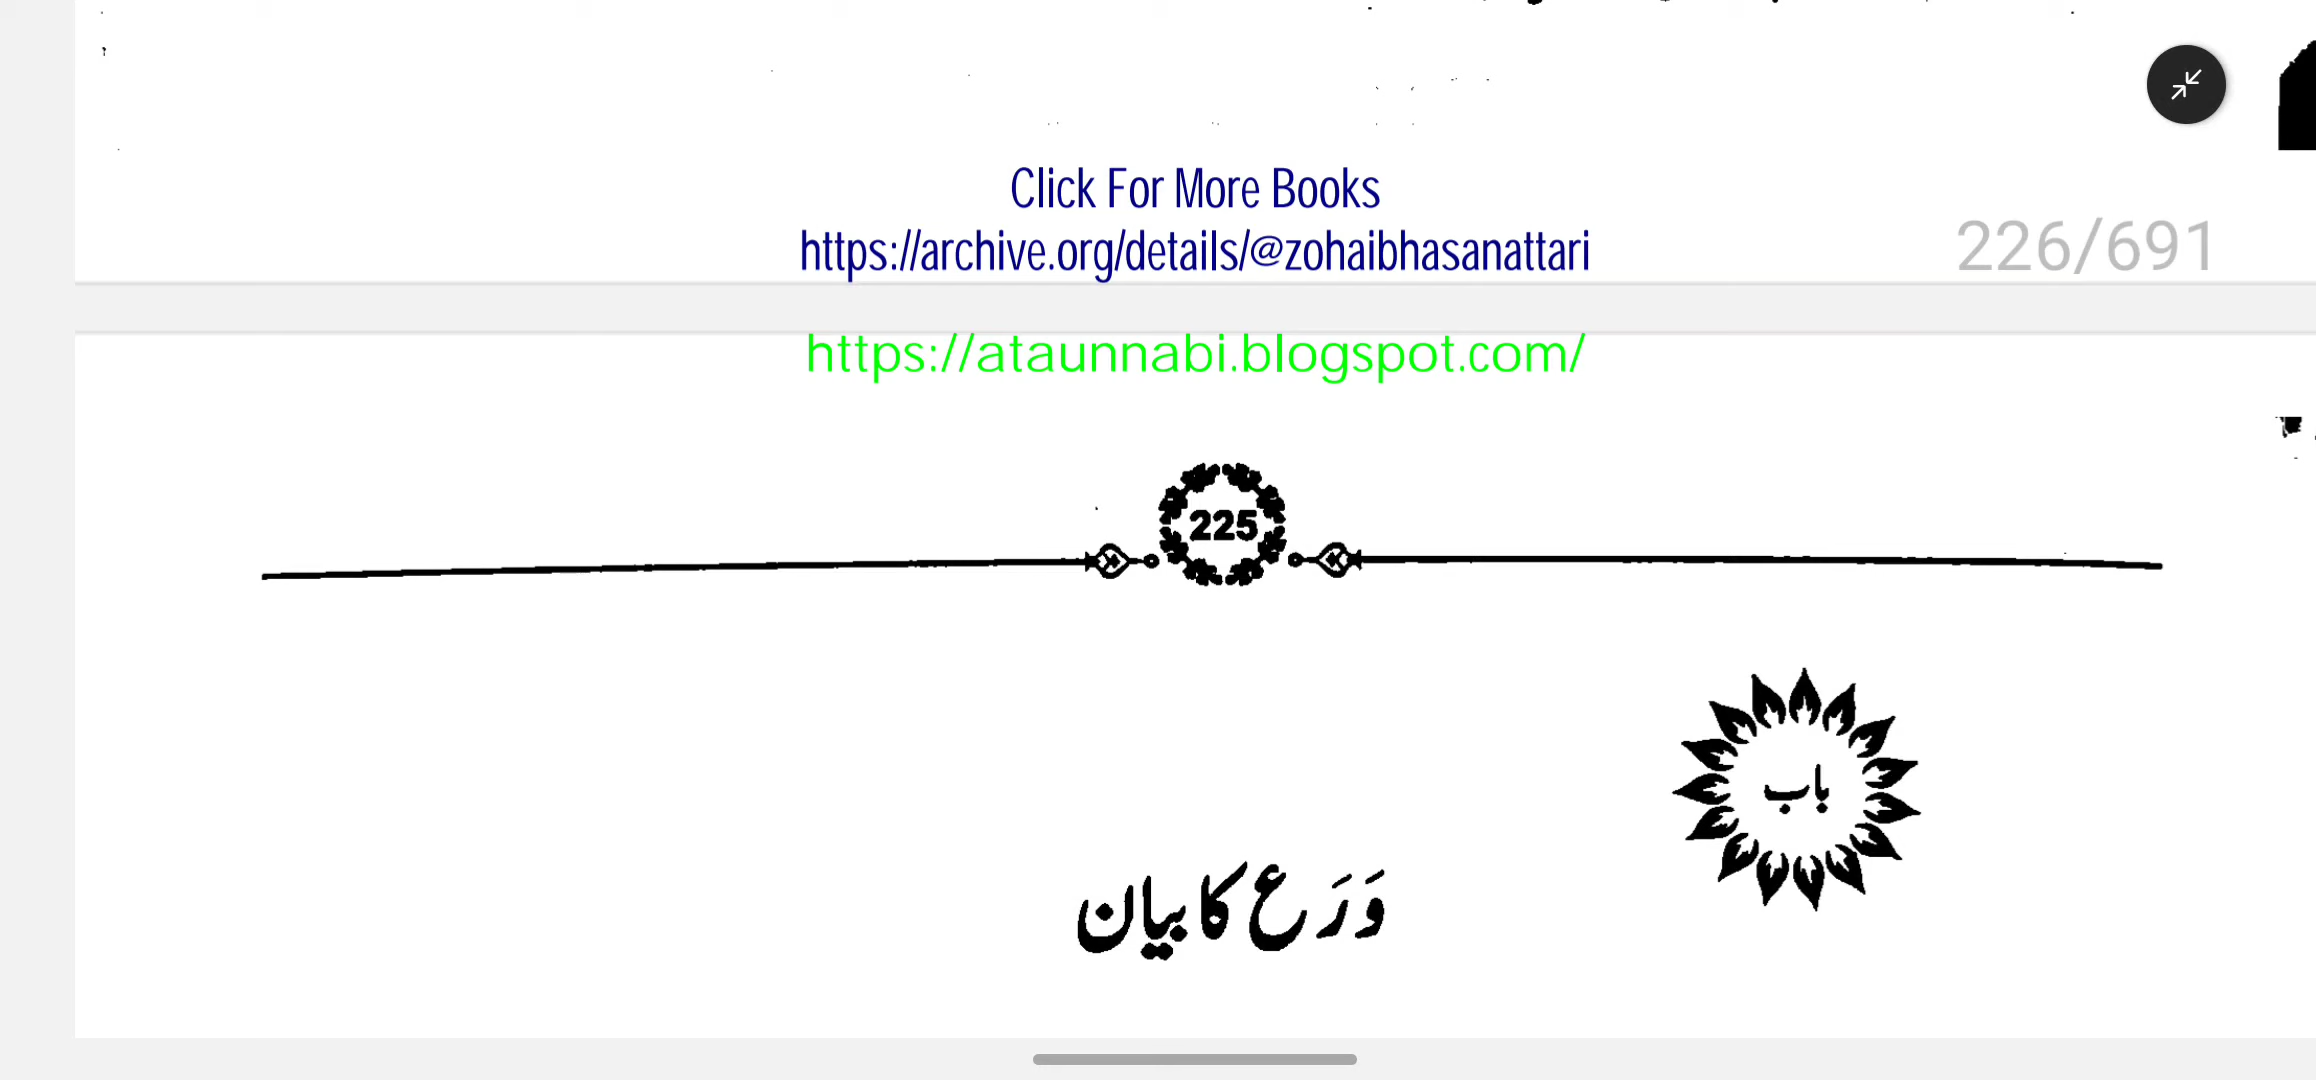 Click For More Books
https://archive.org/details/@zohaibhasanattari
226/691
https://ataunnabi.blogspot.com/
225
باب
وَرَع کا بیان